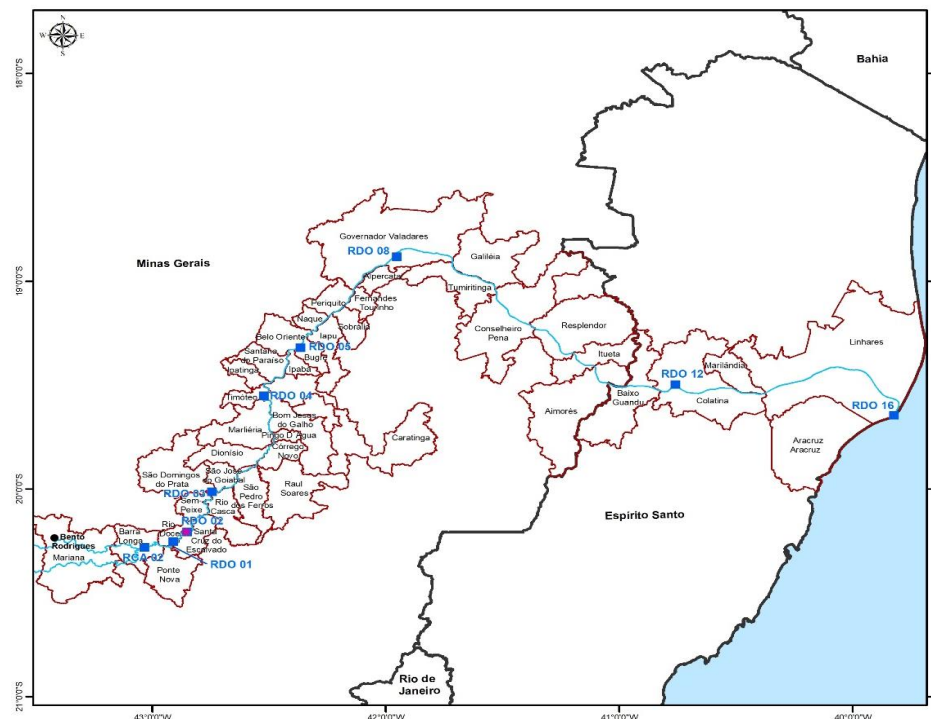 N
W
E
S
Bahia
18°0'0"S
Minas Gerais
Governador Valadares
RDO 08
Galiléia
19°0'0"S
Alpercata
Tumiritinga
Periquito
Fernandes
Tourinho
Naque
Sobrália
Conselheiro
Pena
Resplendor
Linhares
Belo Oriente
Iapu
RDO 05
Bugre
Santana
do Paraíso
Ipatinga
Ipaba
Itueta
Marilândia
RDO 12
Timóteo
RDO 04
Baixo
Guandu
Colatina
RDO 16
Bom Jesus
do Galho
Aimorés
Marliéria
Pingo D'Água
Caratinga
Córrego
Novo
Aracruz
Aracruz
Dionísio
São Domingos
do Prata
São José
do Goiabal
RDO 03
São
Pedro
dos Ferros
Raul
Soares
20°0'0"S
Sem-
Peixe
Rio
Casca
RDO 02
Espirito Santo
Bento
Rodrigues
Barra
Longa
Rio
Doce
Santa
Cruz do
Escalvado
Mariana
RCA 02
RDO 01
Ponte
Nova
Rio de
Janeiro
21°0'0"S
43°0'0"W
42°0'0"W
41°0'0"W
40°0'0"W